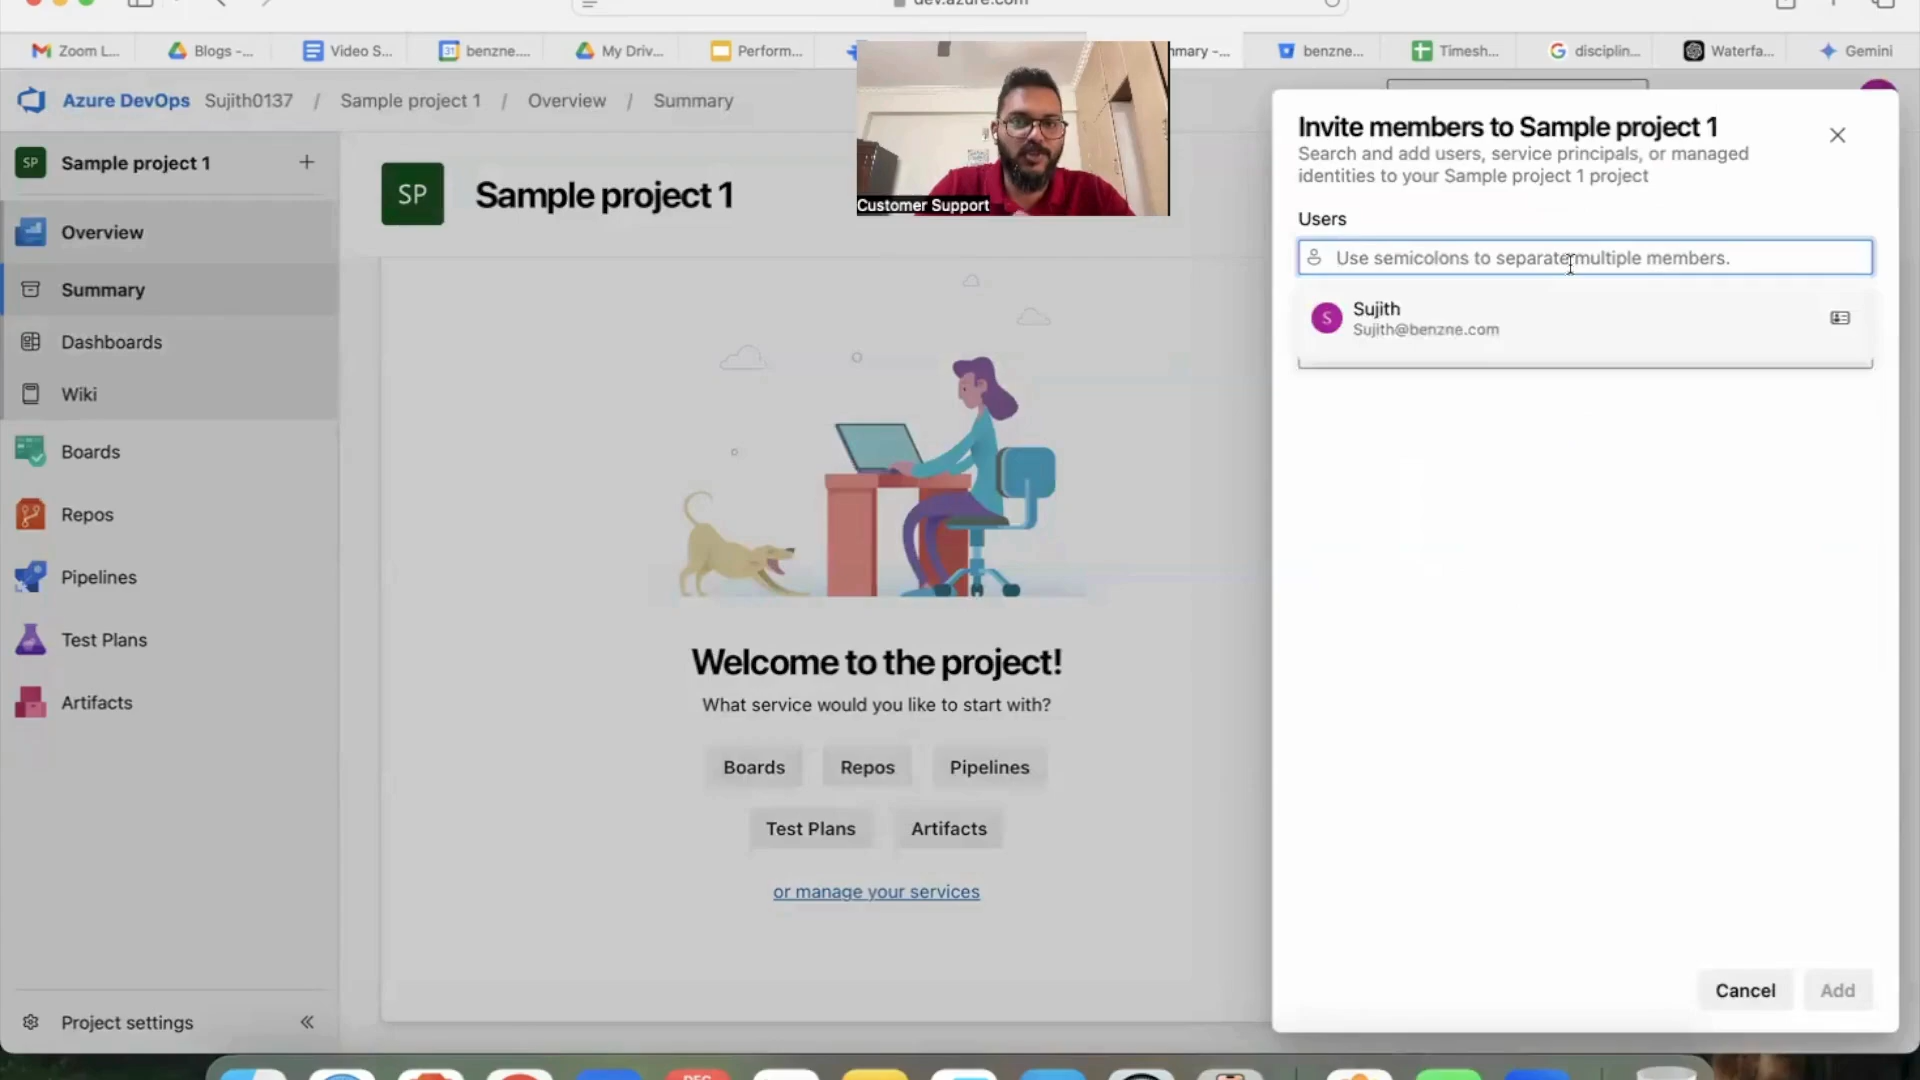 dev.azure.com
Zoom L...
Blogs -...
Video S...
benzne....
My Driv...
Perform...
mmary -...
benzne...
Timesh...
disciplin...
Waterfa...
Gemini
Azure DevOps Sujith0137 / Sample project 1 / Overview / Summary
SP Sample project 1 +
Overview
Summary
Dashboards
Wiki
Boards
Repos
Pipelines
Test Plans
Artifacts
Project settings
SP Sample project 1
Customer Support
Welcome to the project!
What service would you like to start with?
Boards Repos Pipelines
Test Plans Artifacts
or manage your services
Invite members to Sample project 1
Search and add users, service principals, or managed
identities to your Sample project 1 project
Users
Use semicolons to separate multiple members.
S Sujith
Sujith@benzne.com
Cancel Add
DEC